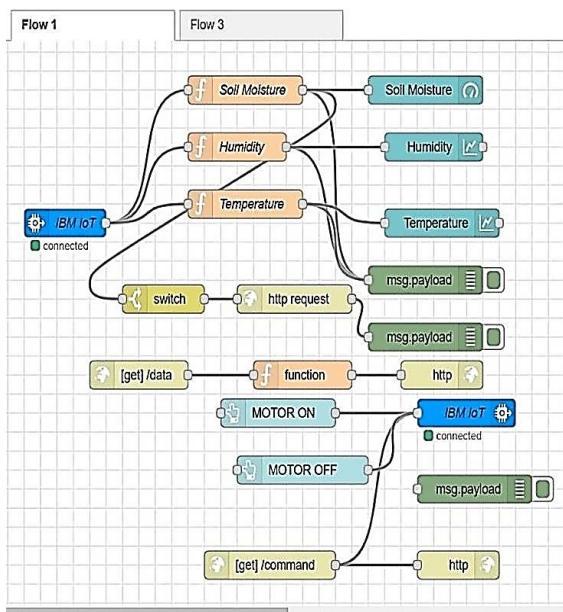 Flow 1
Flow 3
f Soil Moisture
Soil Moisture
f Humidity
Humidity
f Temperature
IBM IoT
Temperature
connected
msg.payload
switch
http request
msg.payload
[get] /data
f function
http
MOTOR ON
IBM IoT
connected
MOTOR OFF
msg.payload
[get] /command
http